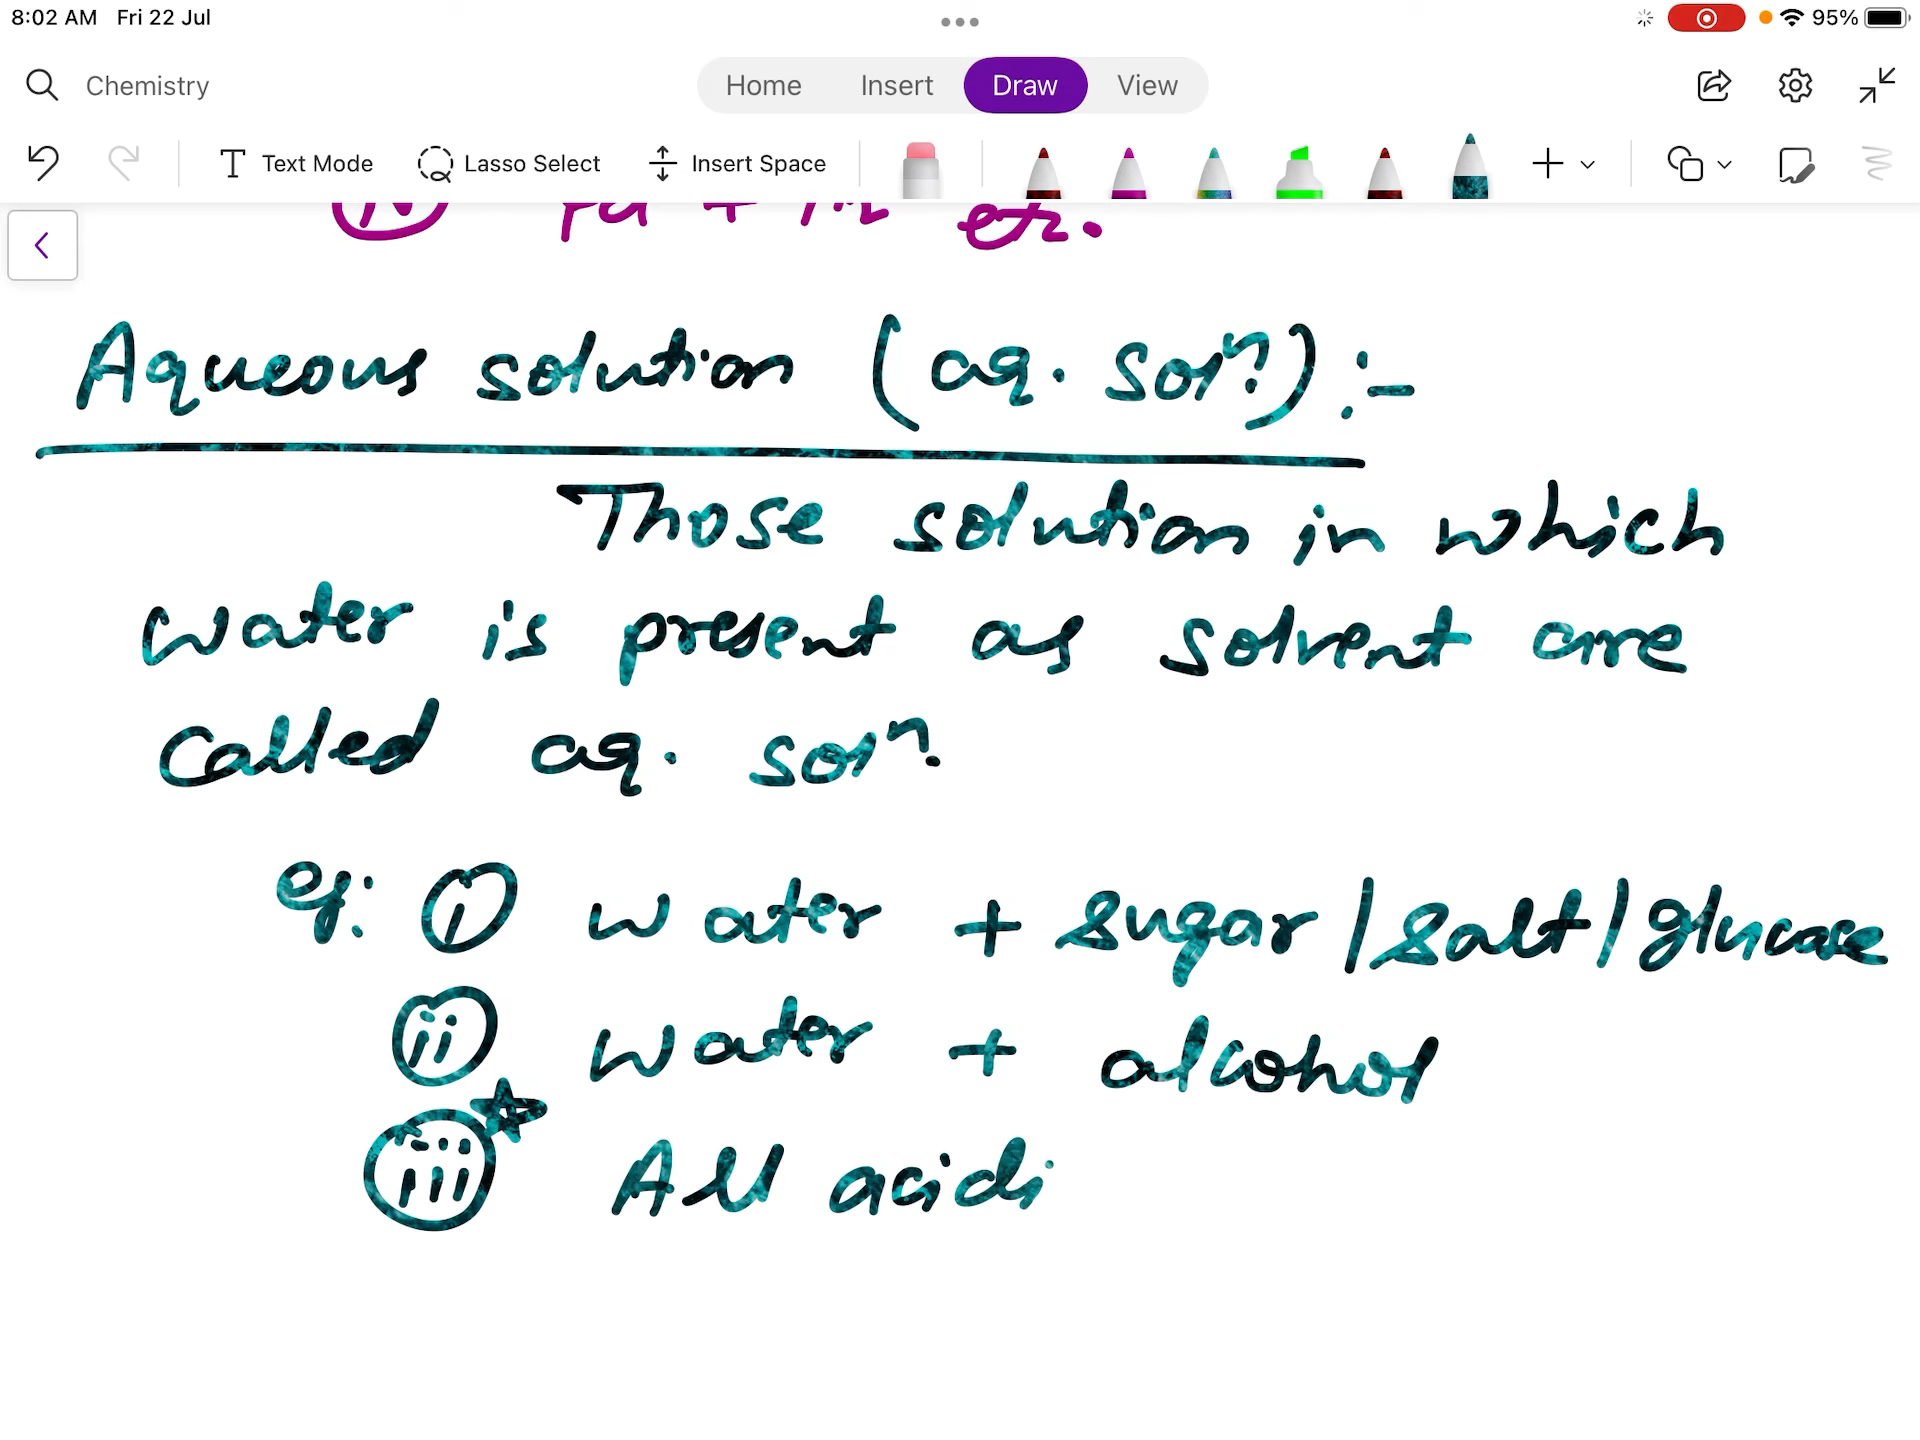 8:02 AM Fri 22 Jul 95%
Chemistry Home Insert Draw View
Text Mode Lasso Select Insert Space
etc.
Aqueous solution (aq. solⁿ.) :-
Those solution in which
water is present as solvent are
called aq. solⁿ.
eg: (i) Water + Sugar / Salt / glucose
(ii) Water + alcohol
(iii) All acids